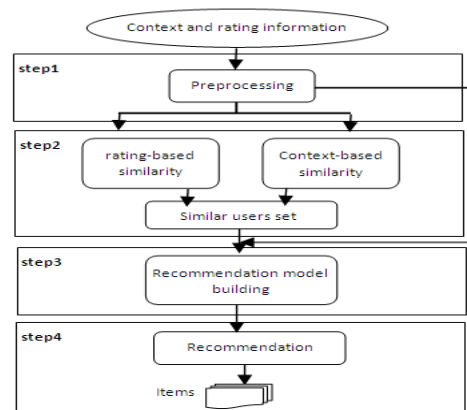 Context and rating information
step1
Preprocessing
step2
rating-based
similarity
Context-based
similarity
Similar users set
step3
Recommendation model
building
step4
Recommendation
Items